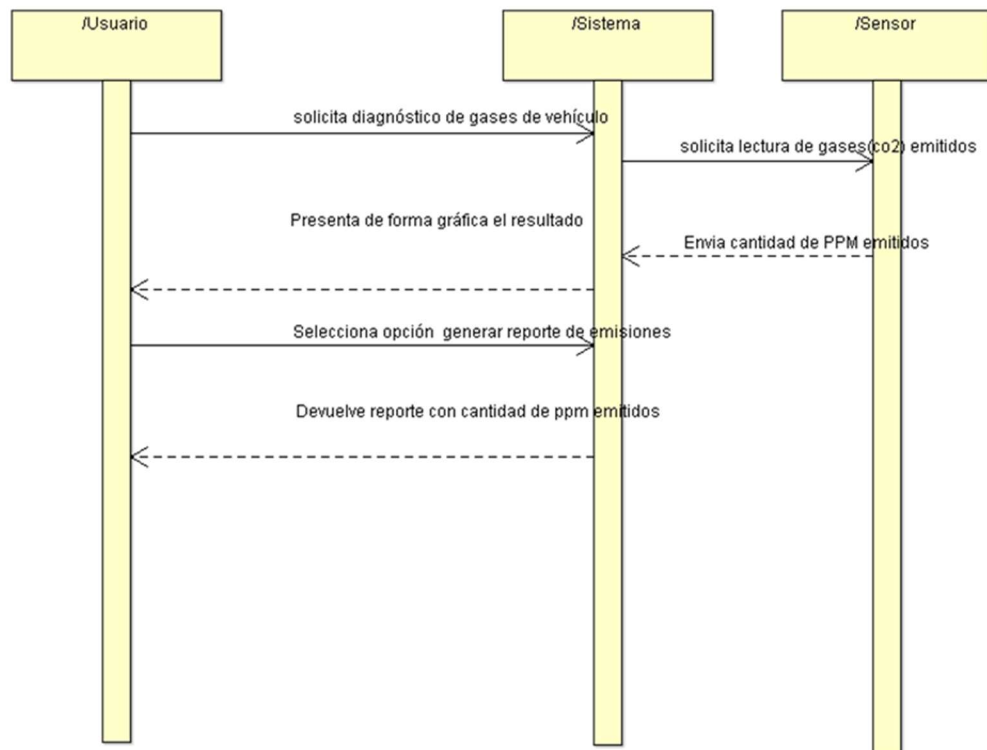 /Usuario
/Sistema
/Sensor
solicita diagnóstico de gases de vehículo
solicita lectura de gases(co2) emitidos
Presenta de forma gráfica el resultado
Envia cantidad de PPM emitidos
Selecciona opción  generar reporte de emisiones
Devuelve reporte con cantidad de ppm emitidos